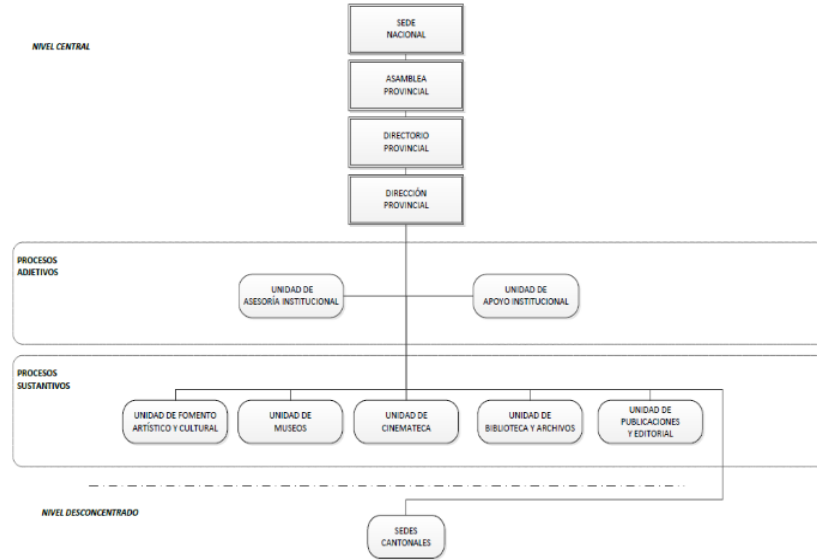 SEDE
NACIONAL
NIVEL CENTRAL
ASAMBLEA
PROVINCIAL
DIRECTORIO
PROVINCIAL
DIRECCIÓN
PROVINCIAL
PROCESOS
ADJETIVOS
UNIDAD DE
ASESORÍA INSTITUCIONAL
UNIDAD DE
APOYO INSTITUCIONAL
PROCESOS
SUSTANTIVOS
UNIDAD DE FOMENTO
ARTÍSTICO Y CULTURAL
UNIDAD DE
MUSEOS
UNIDAD DE
CINEMATECA
UNIDAD DE
BIBLIOTECA Y ARCHIVOS
UNIDAD DE
PUBLICACIONES
Y EDITORIAL
NIVEL DESCONCENTRADO
SEDES
CANTONALES